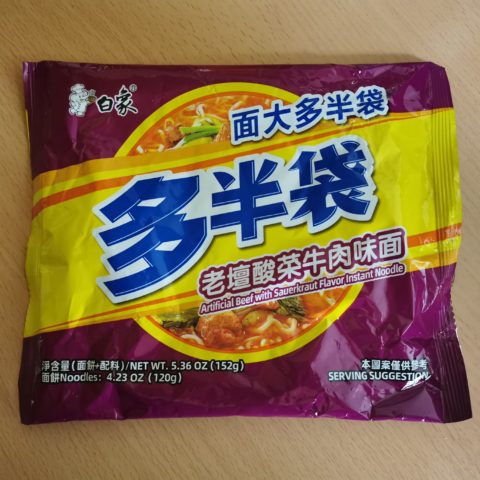 白象
面大多半袋
多半袋
老壇酸菜牛肉味面
Artificial Beef with Sauerkraut Flavor Instant Noodle
淨含量(面餅+配料)/NET WT. 5.36 OZ (152g)
面餅Noodles: 4.23 OZ (120g)
本圖案僅供參考
SERVING SUGGESTION